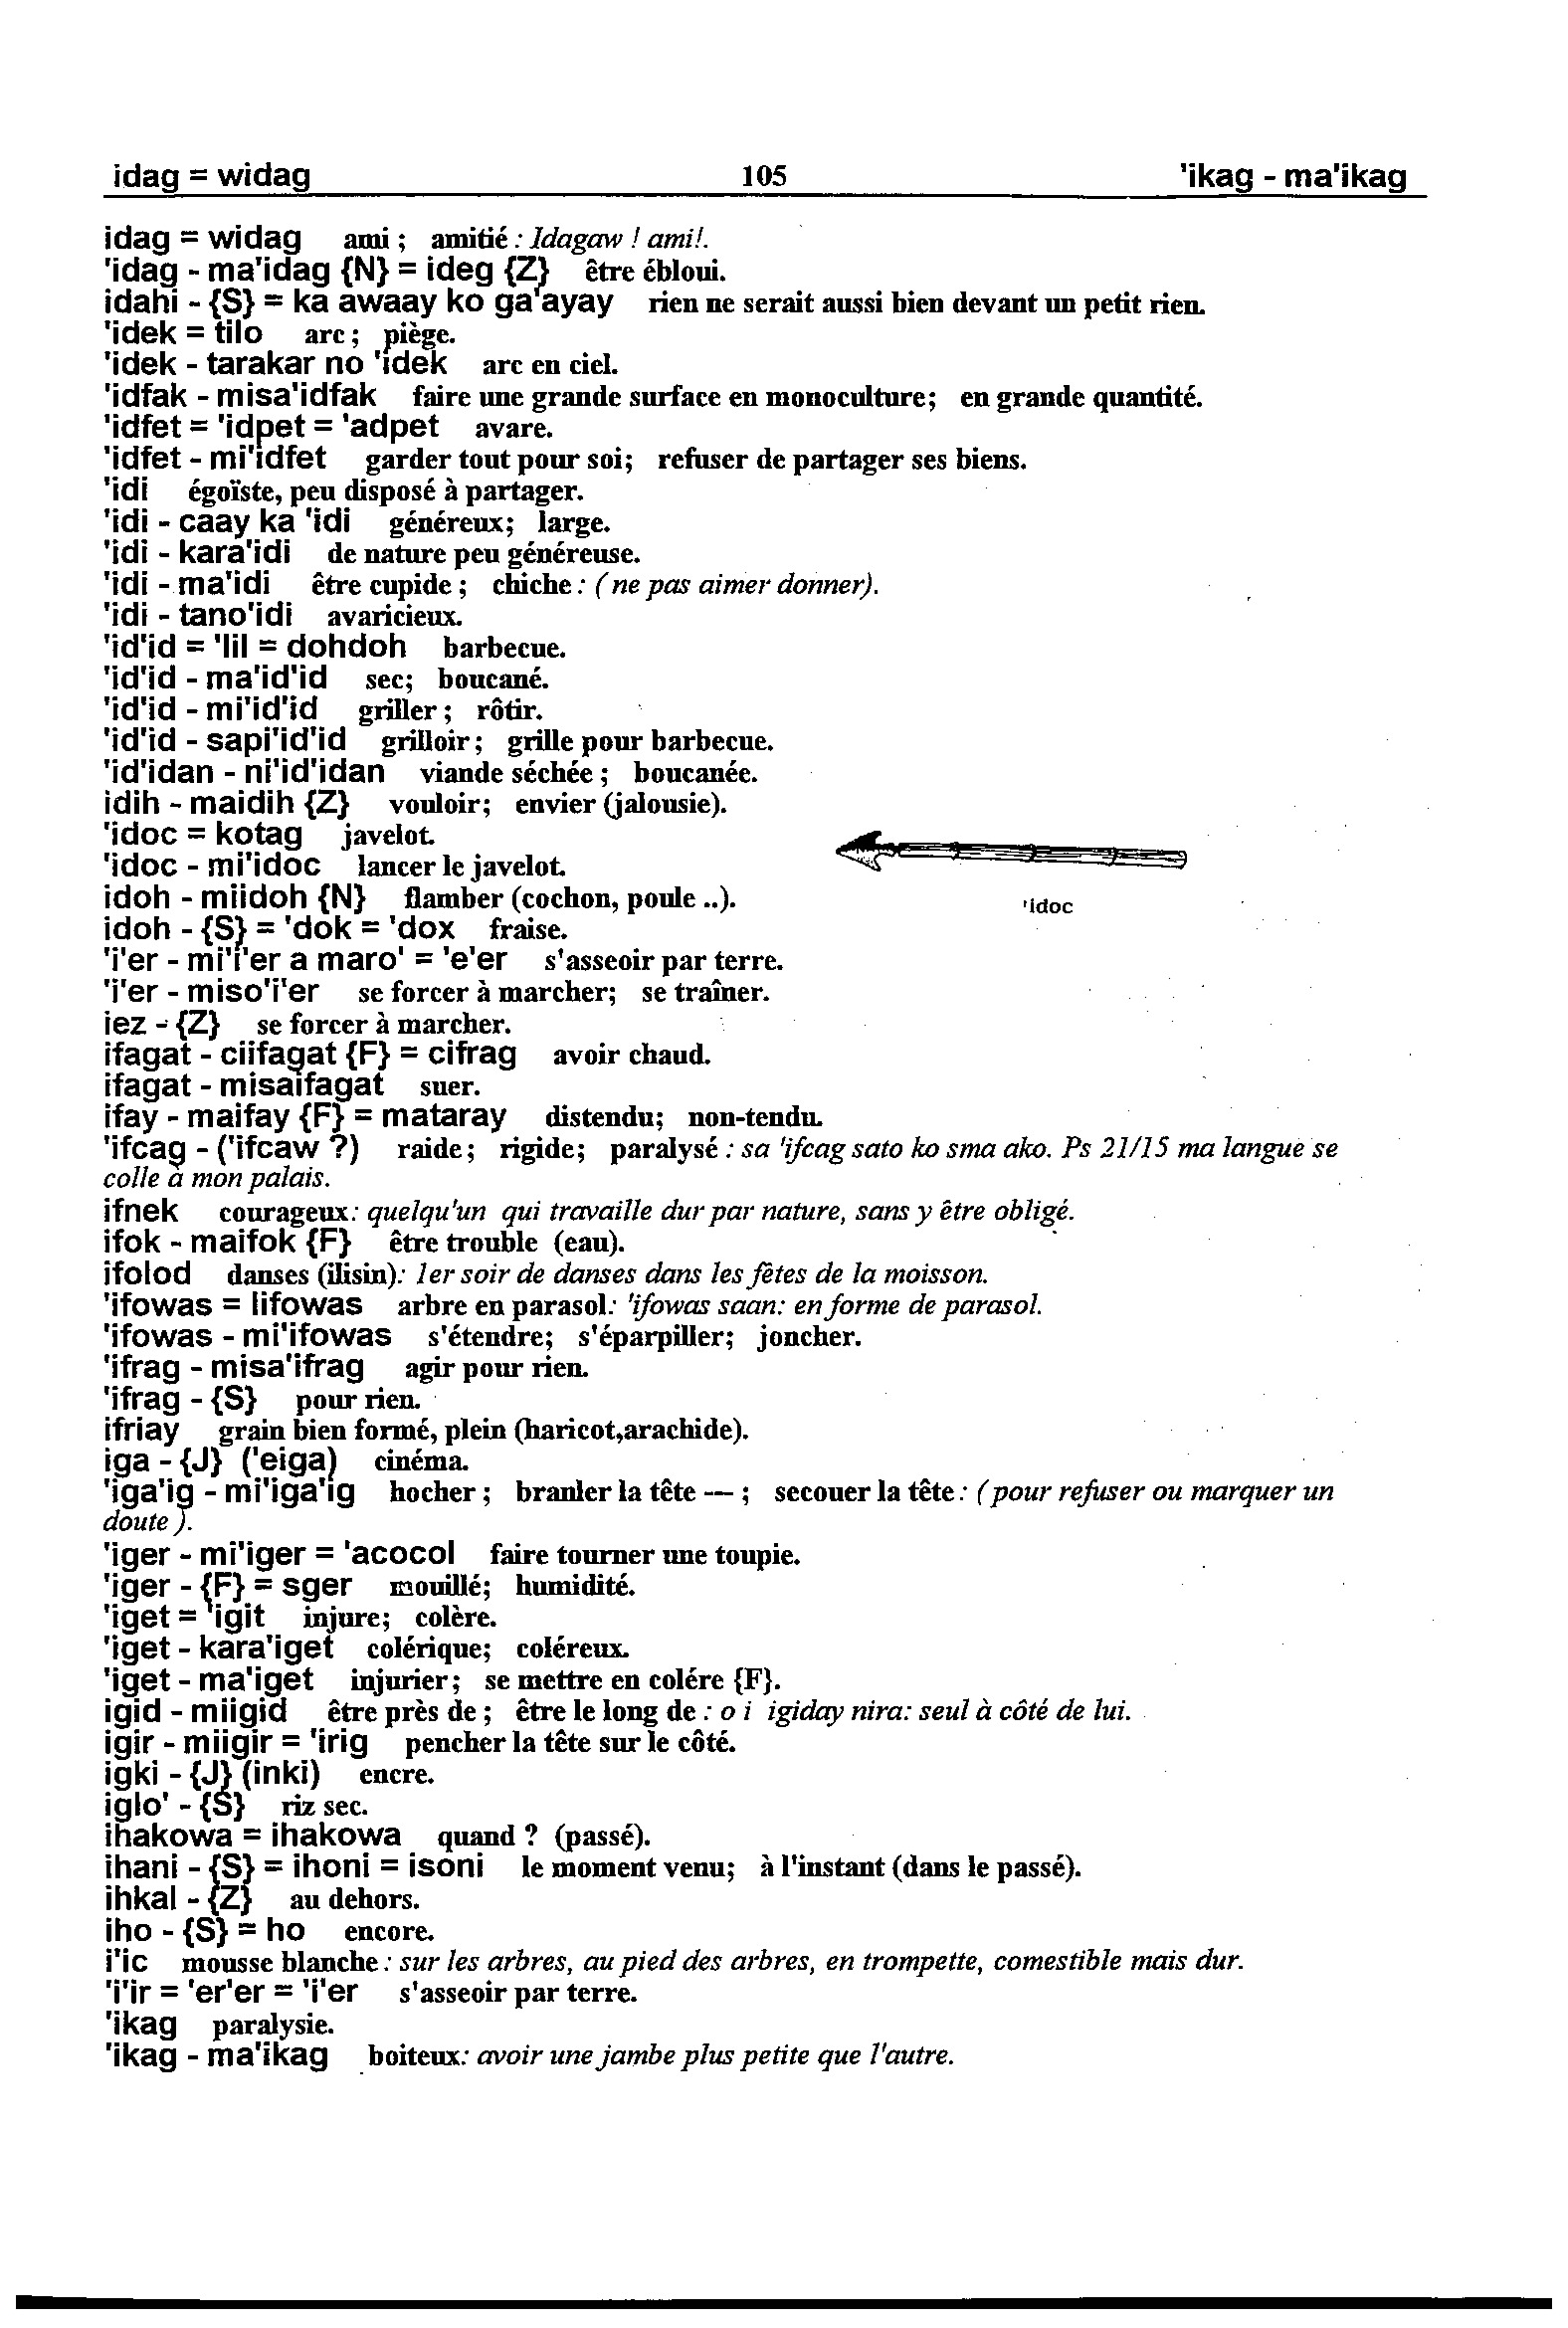 idag = widag 105 'ikag - ma'ikag
idag = widag ami ; amitié : Idagaw ! ami!.
'idag - ma'idag {N} = ideg {Z} être ébloui.
idahi - {S} = ka awaay ko ga'ayay rien ne serait aussi bien devant un petit rien.
'idek = tilo arc ; piège.
'idek - tarakar no 'idek arc en ciel.
'idfak - misa'idfak faire une grande surface en monoculture; en grande quantité.
'idfet = 'idpet = 'adpet avare.
'idfet - mi'idfet garder tout pour soi; refuser de partager ses biens.
'idi égoïste, peu disposé à partager.
'idi - caay ka 'idi généreux; large.
'idi - kara'idi de nature peu généreuse.
'idi - ma'idi être cupide ; chiche : ( ne pas aimer donner).
'idi - tano'idi avaricieux.
'id'id = 'lil = dohdoh barbecue.
'id'id - ma'id'id sec; boucané.
'id'id - mi'id'id griller ; rôtir.
'id'id - sapi'id'id grilloir ; grille pour barbecue.
'id'idan - ni'id'idan viande séchée ; boucanée.
idih - maidih {Z} vouloir; envier (jalousie).
'idoc = kotag javelot.
'idoc - mi'idoc lancer le javelot.
idoh - miidoh {N} flamber (cochon, poule ..).
'idoc
idoh - {S} = 'dok = 'dox fraise.
'i'er - mi'i'er a maro' = 'e'er s'asseoir par terre.
'i'er - miso'i'er se forcer à marcher; se traîner.
iez - {Z} se forcer à marcher.
ifagat - ciifagat {F} = cifrag avoir chaud.
ifagat - misaifagat suer.
ifay - maifay {F} = mataray distendu; non-tendu.
'ifcag - ('ifcaw ?) raide ; rigide; paralysé : sa 'ifcag sato ko sma ako. Ps 21/15 ma langue se
colle à mon palais.
ifnek courageux: quelqu'un qui travaille dur par nature, sans y être obligé.
ifok - maifok {F} être trouble (eau).
ifolod danses (ilisin): 1er soir de danses dans les fêtes de la moisson.
'ifowas = lifowas arbre en parasol: 'ifowas saan: en forme de parasol.
'ifowas - mi'ifowas s'étendre; s'éparpiller; joncher.
'ifrag - misa'ifrag agir pour rien.
'ifrag - {S} pour rien.
ifriay grain bien formé, plein (haricot,arachide).
iga - {J} ('eiga) cinéma.
'iga'ig - mi'iga'ig hocher ; branler la tête — ; secouer la tête : ( pour refuser ou marquer un
doute ).
'iger - mi'iger = 'acocol faire tourner une toupie.
'iger - {F} = sger mouillé; humidité.
'iget = 'igit injure; colère.
'iget - kara'iget colérique; coléreux.
'iget - ma'iget injurier ; se mettre en colére {F}.
igid - miigid être près de ; être le long de : o i igiday nira: seul à côté de lui.
igir - miigir = 'irig pencher la tête sur le côté.
igki - {J} (inki) encre.
iglo' - {S} riz sec.
ihakowa = ihakowa quand ? (passé).
ihani - {S} = ihoni = isoni le moment venu; à l'instant (dans le passé).
ihkal - {Z} au dehors.
iho - {S} = ho encore.
i'ic mousse blanche : sur les arbres, au pied des arbres, en trompette, comestible mais dur.
'i'ir = 'er'er = 'i'er s'asseoir par terre.
'ikag paralysie.
'ikag - ma'ikag boiteux: avoir une jambe plus petite que l'autre.